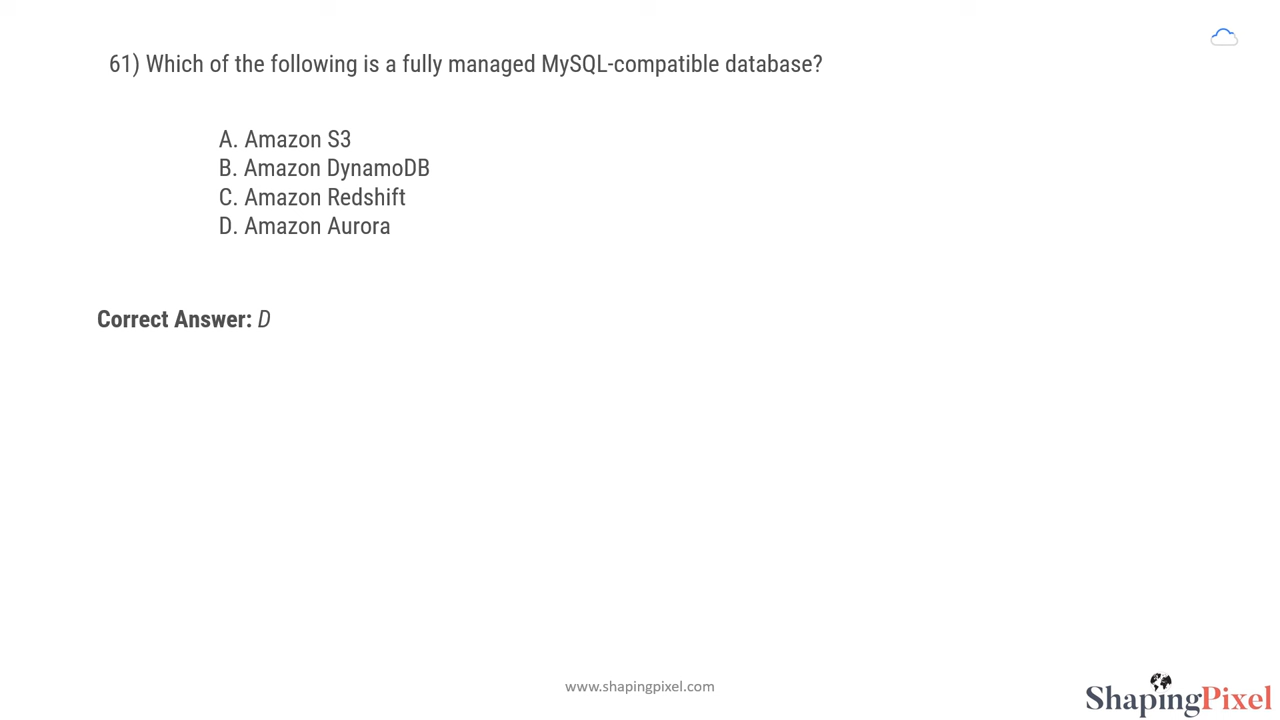 61) Which of the following is a fully managed MySQL-compatible database?
A. Amazon S3
B. Amazon DynamoDB
C. Amazon Redshift
D. Amazon Aurora
Correct Answer: D
www.shapingpixel.com
ShapingPixel